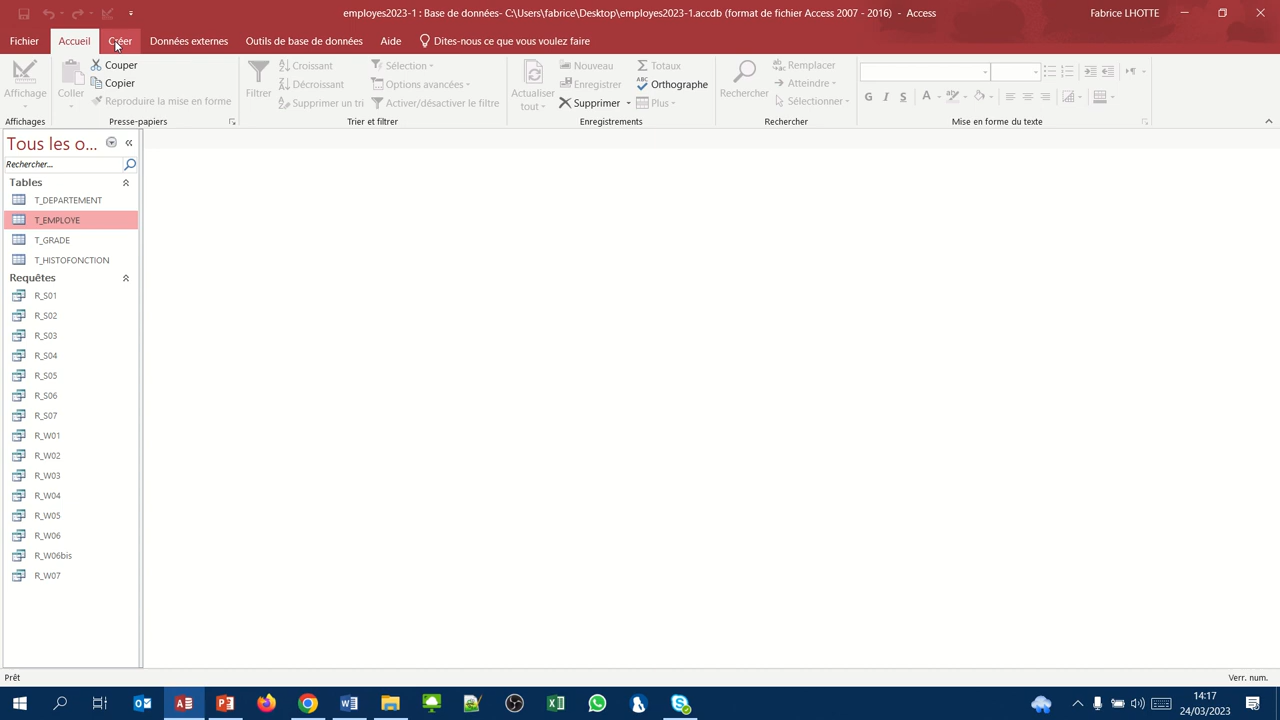 employes2023-1 : Base de données- C:\Users\fabrice\Desktop\employes2023-1.accdb (format de fichier Access 2007 - 2016) - Access
Fabrice LHOTTE
Fichier Accueil Créer Données externes Outils de base de données Aide Dites-nous ce que vous voulez faire
Affichage
Coller
Couper
Copier
Reproduire la mise en forme
Filtrer
Croissant
Décroissant
Supprimer un tri
Sélection
Options avancées
Activer/désactiver le filtre
Actualiser
tout
Nouveau
Enregistrer
Supprimer
Totaux
Orthographe
Plus
Rechercher
Remplacer
Atteindre
Sélectionner
G I S A
Affichages Presse-papiers Trier et filtrer Enregistrements Rechercher Mise en forme du texte
Tous les o...
Rechercher...
Tables
T_DEPARTEMENT
T_EMPLOYE
T_GRADE
T_HISTOFONCTION
Requêtes
R_S01
R_S02
R_S03
R_S04
R_S05
R_S06
R_S07
R_W01
R_W02
R_W03
R_W04
R_W05
R_W06
R_W06bis
R_W07
Prêt
Verr. num.
14:17
24/03/2023